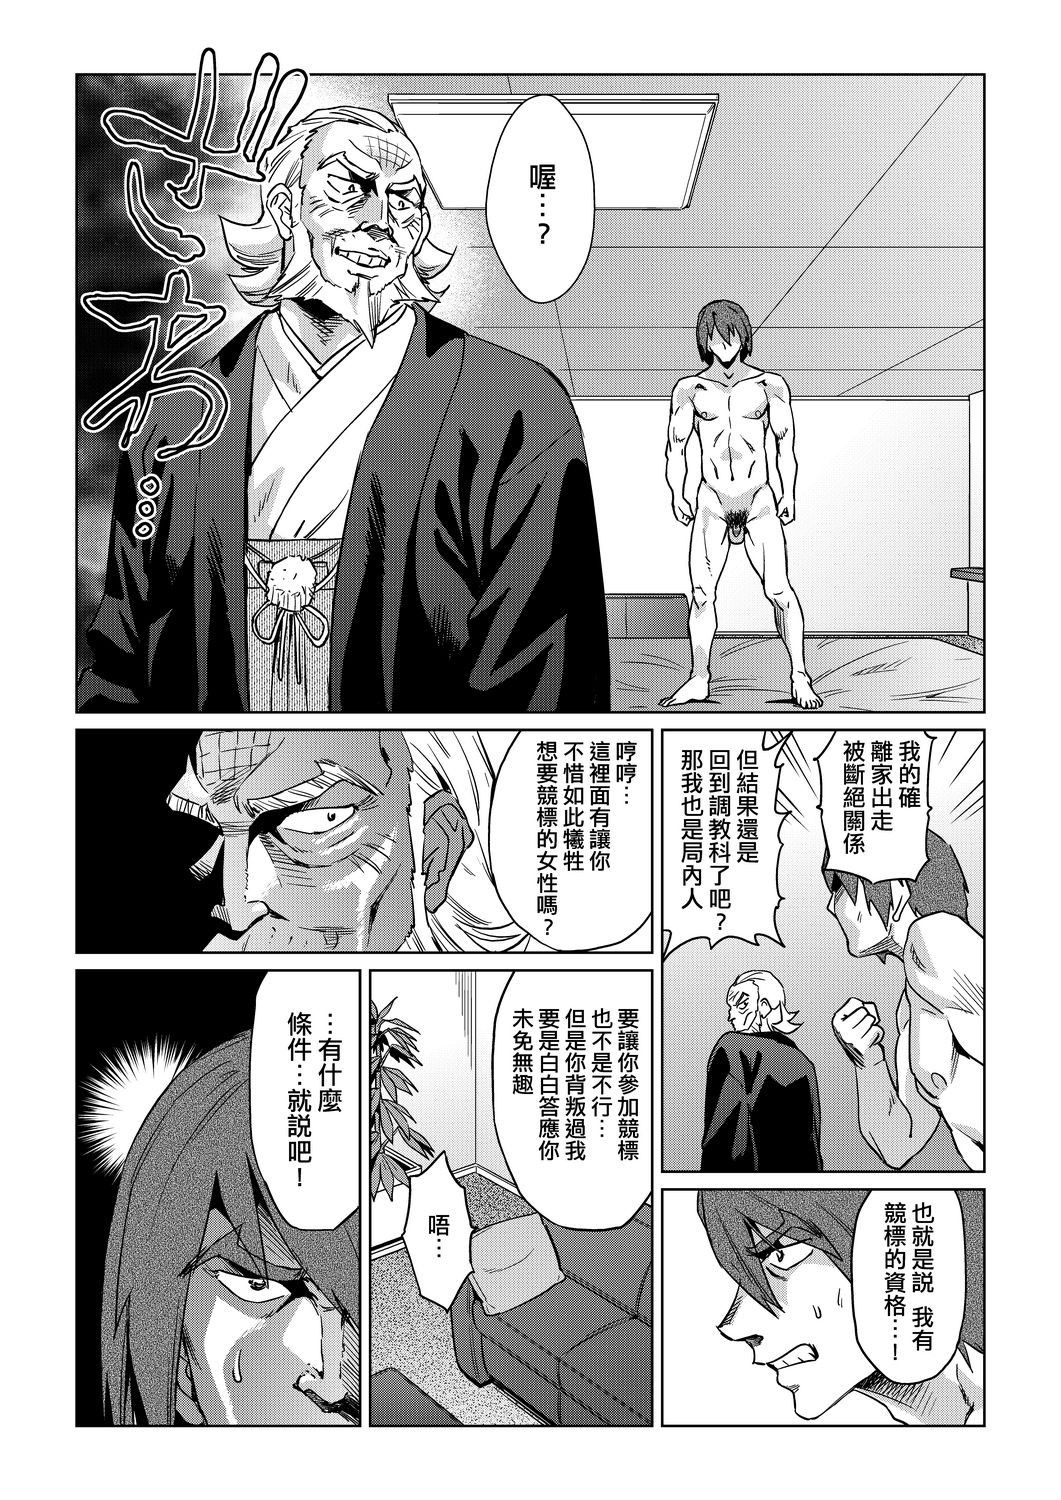 喔…?
ざわ…
我的確
離家出走
被斷絕關係
但結果還是
回到調教科了吧?
那我也是局內人
哼哼…
這裡面有讓你
不惜如此犧牲
想要競標的女性嗎?
也就是說 我有
競標的資格…!
要讓你參加競標
也不是不行…
但是你背叛過我
要是白白答應你
未免無趣
唔…
…有什麼
條件…就說吧!